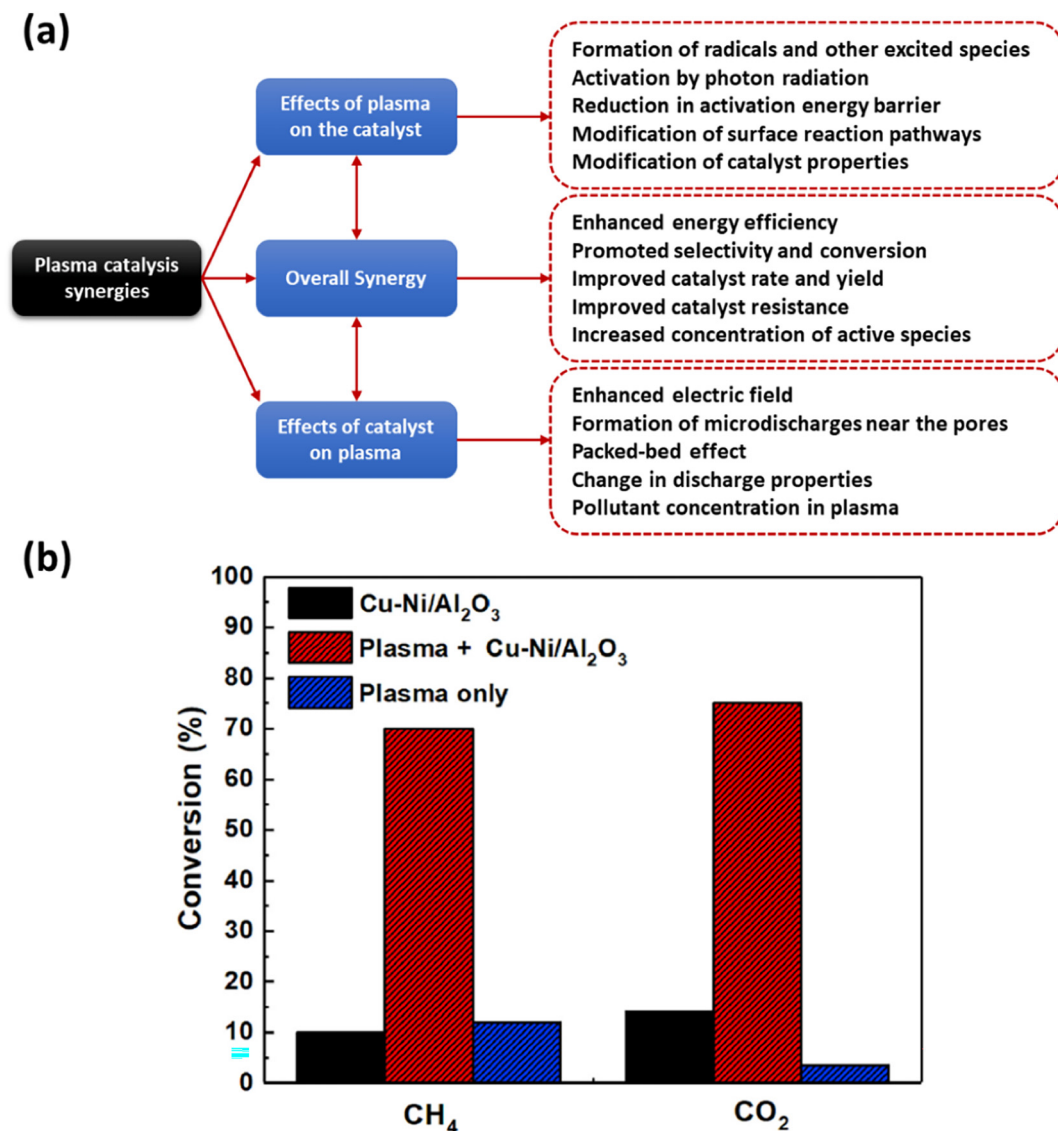 (a)
Plasma catalysis
synergies
Effects of plasma
on the catalyst
Overall Synergy
Effects of catalyst
on plasma
Formation of radicals and other excited species
Activation by photon radiation
Reduction in activation energy barrier
Modification of surface reaction pathways
Modification of catalyst properties
Enhanced energy efficiency
Promoted selectivity and conversion
Improved catalyst rate and yield
Improved catalyst resistance
Increased concentration of active species
Enhanced electric field
Formation of microdischarges near the pores
Packed-bed effect
Change in discharge properties
Pollutant concentration in plasma
(b)
Conversion (%)
100
90
80
70
60
50
40
30
20
10
0
Cu-Ni/Al₂O₃
Plasma + Cu-Ni/Al₂O₃
Plasma only
CH₄
CO₂